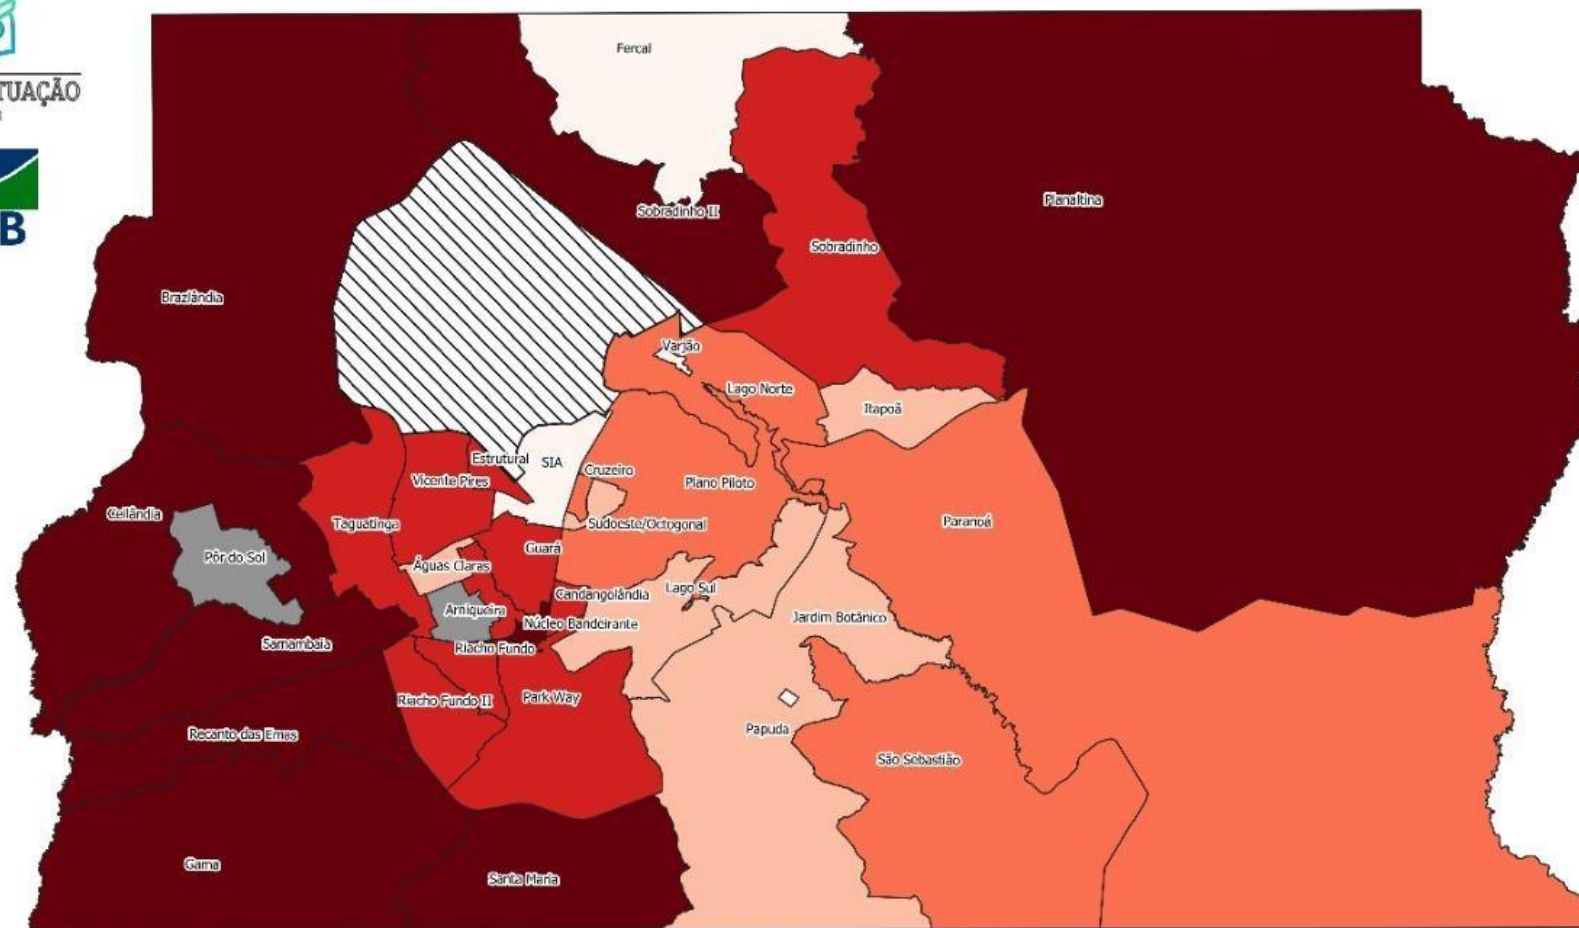 TUAÇÃO
B
Fercal
Planaltina
Sobradinho II
Sobradinho
Brazlândia
Varjão
Lago Norte
Itapoã
Estrutural
SIA
Cruzeiro
Vicente Pires
Plano Piloto
Ceilândia
Taguatinga
Sudoeste/Octogonal
Paranoá
Guará
Pôr do Sol
Águas Claras
Lago Sul
Candangolândia
Arniqueira
Jardim Botânico
Núcleo Bandeirante
Samambaia
Riacho Fundo
Riacho Fundo II
Park Way
Papuda
Recanto das Emas
São Sebastião
Gama
Santa Maria